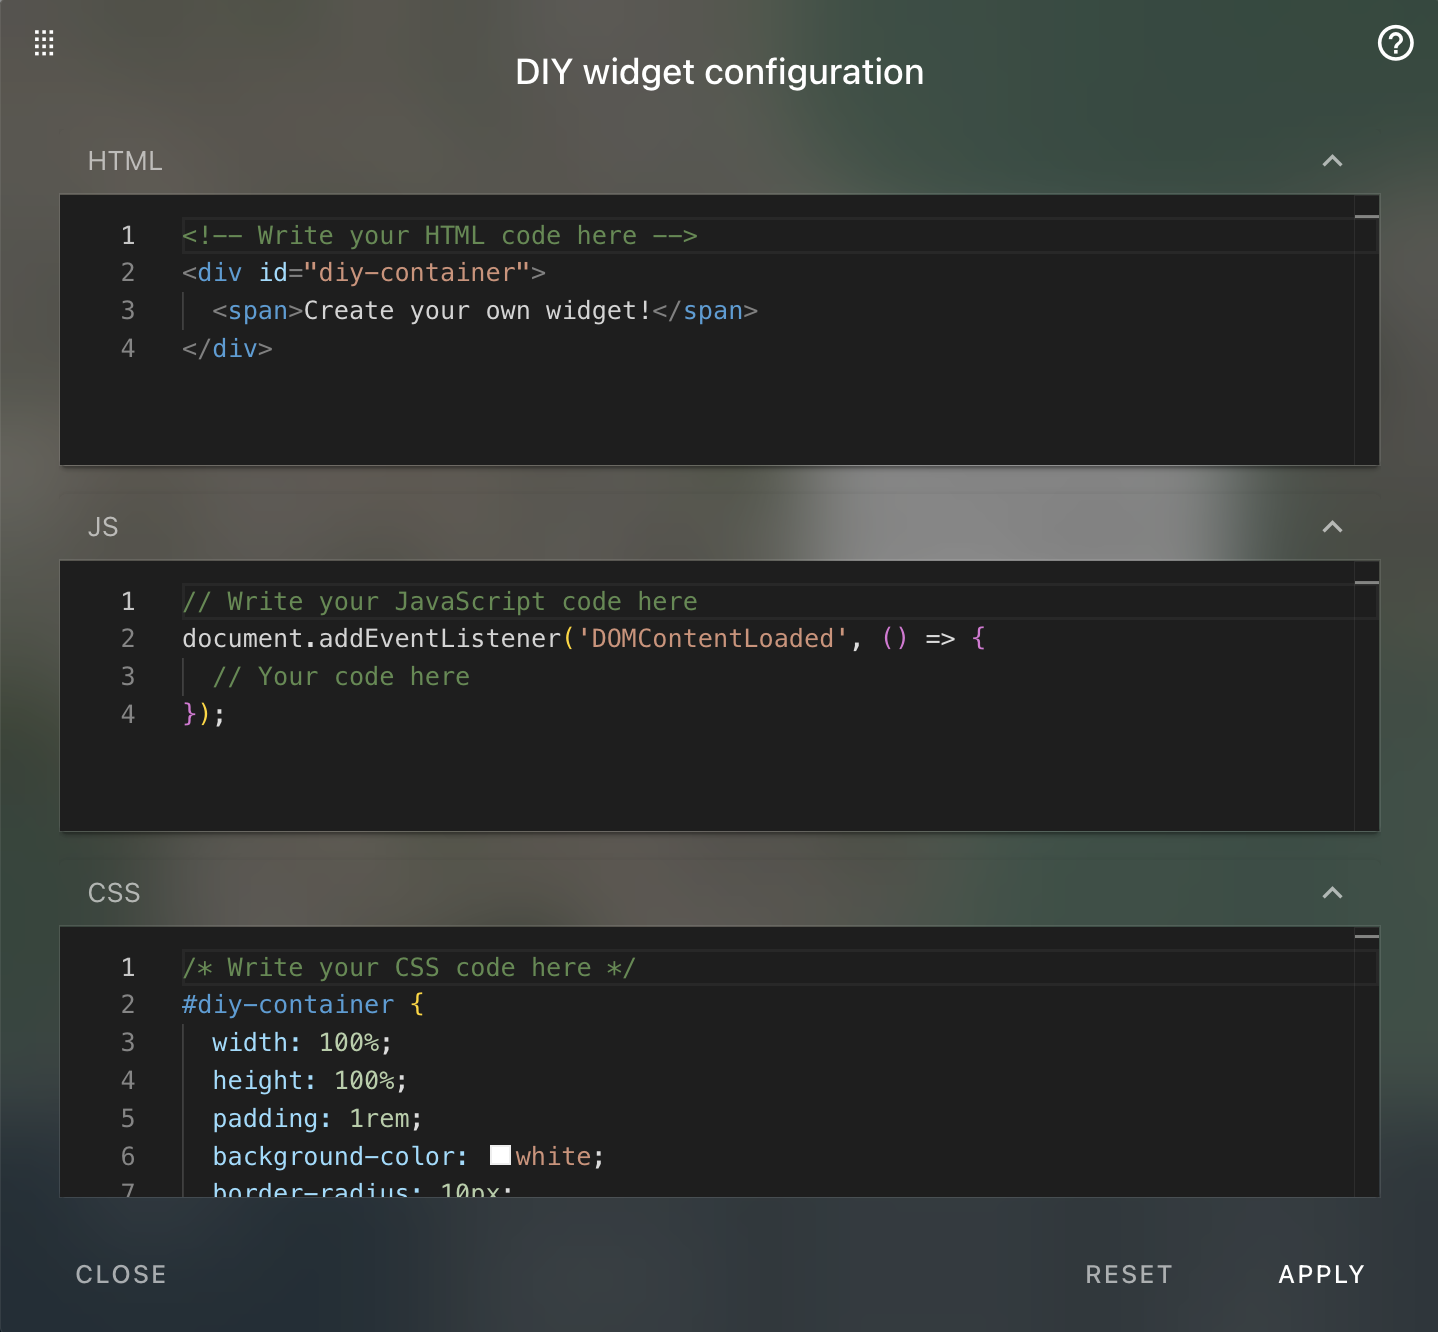 DIY widget configuration
HTML
1 <!-- Write your HTML code here -->
2 <div id="diy-container">
3   <span>Create your own widget!</span>
4 </div>
JS
1 // Write your JavaScript code here
2 document.addEventListener('DOMContentLoaded', () => {
3   // Your code here
4 });
CSS
1 /* Write your CSS code here */
2 #diy-container {
3   width: 100%;
4   height: 100%;
5   padding: 1rem;
6   background-color: white;
7   border-radius: 10px;
CLOSE
RESET
APPLY